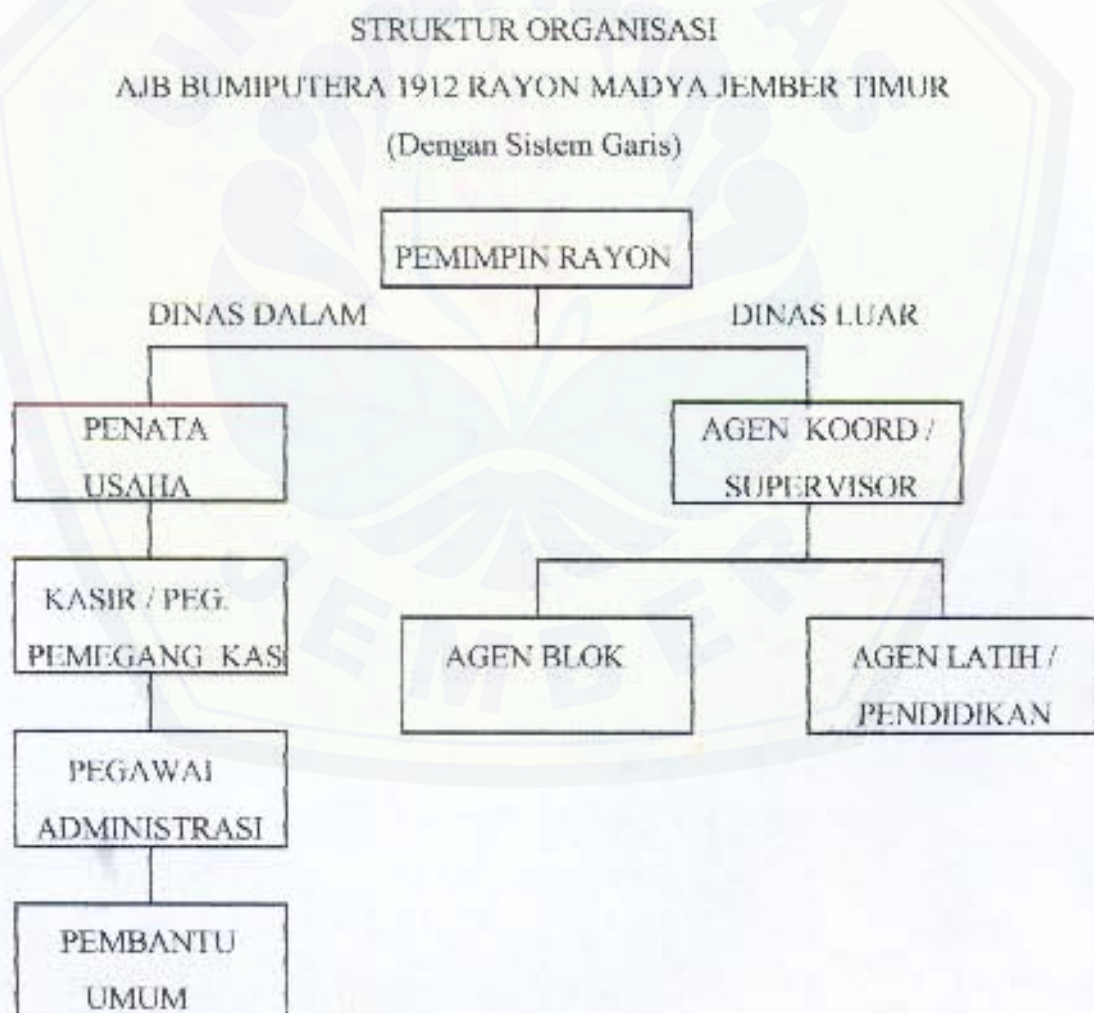 STRUKTUR ORGANISASI
AJB BUMIPUTERA 1912 RAYON MADYA JEMBER TIMUR
(Dengan Sistem Garis)
PEMIMPIN RAYON
DINAS DALAM
DINAS LUAR
PENATA
USAHA
AGEN KOORD /
SUPERVISOR
KASIR / PEG.
PEMEGANG KAS
AGEN BLOK
AGEN LATIH /
PENDIDIKAN
PEGAWAI
ADMINISTRASI
PEMBANTU
UMUM
JEMBER